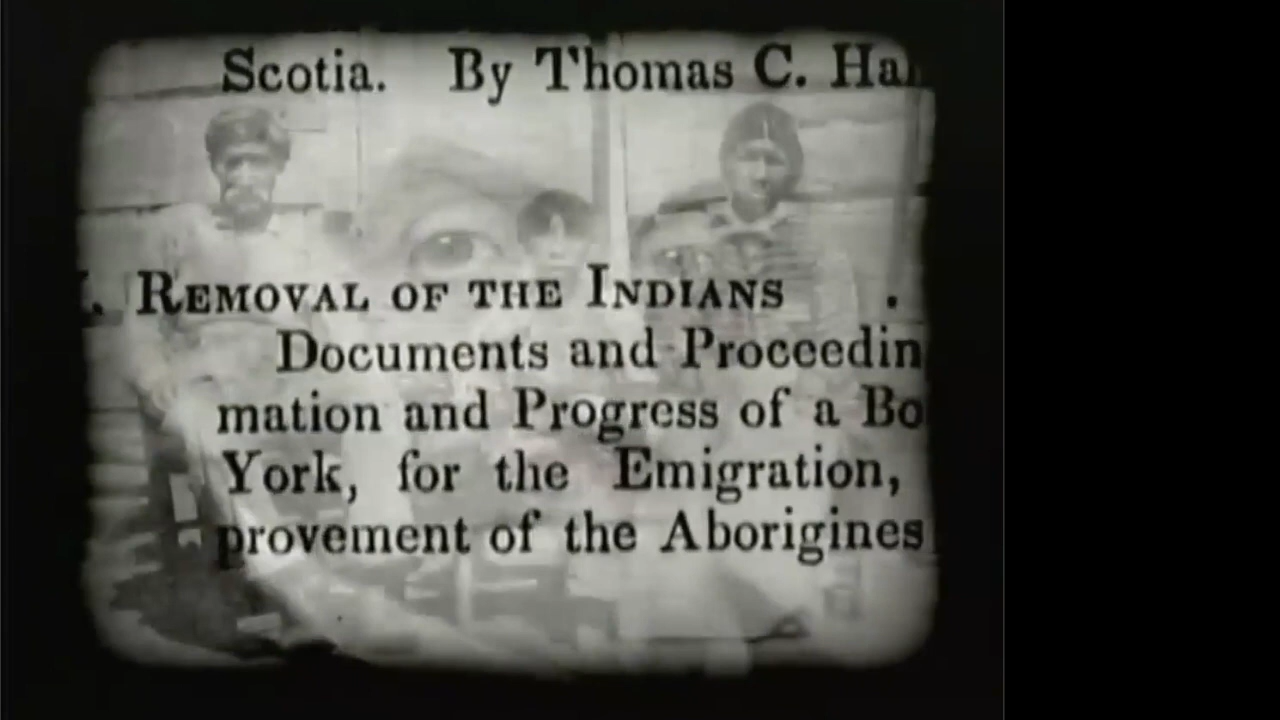 Scotia. By Thomas C. Ha
. REMOVAL OF THE INDIANS .
Documents and Proceedin
mation and Progress of a Bo
York, for the Emigration,
provement of the Aborigines